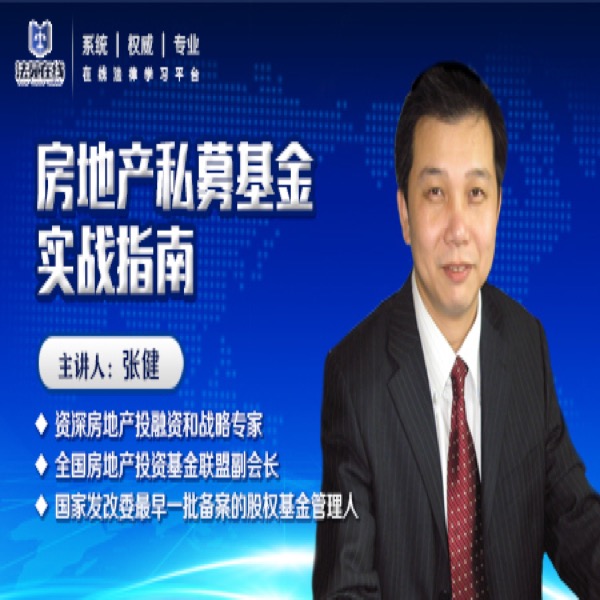 系统 | 权威 | 专业
在线法律学习平台
法州在线
房地产私募基金
实战指南
主讲人：张健
◆ 资深房地产投融资和战略专家
◆ 全国房地产投资基金联盟副会长
◆ 国家发改委最早一批备案的股权基金管理人